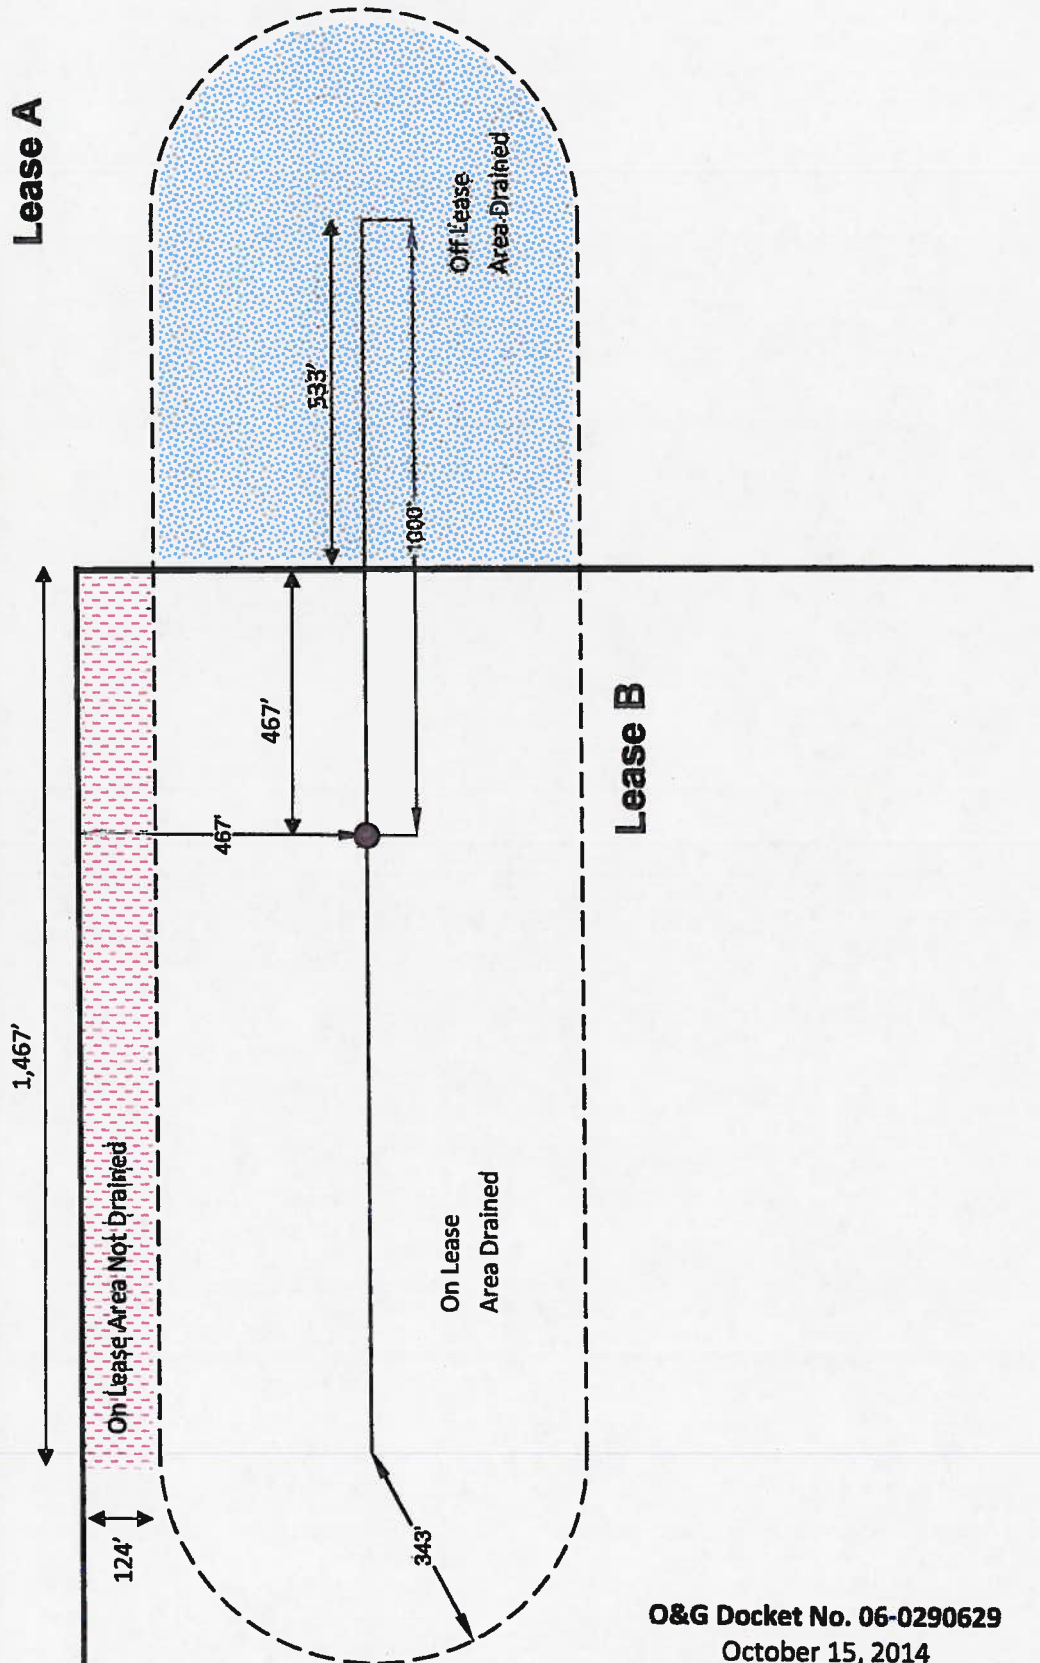 Lease A
Off Lease
Area Drained
533'
1000'
467'
467'
Lease B
1,467'
On Lease Area Not Drained
On Lease
Area Drained
124'
343'
O&G Docket No. 06-0290629
October 15, 2014